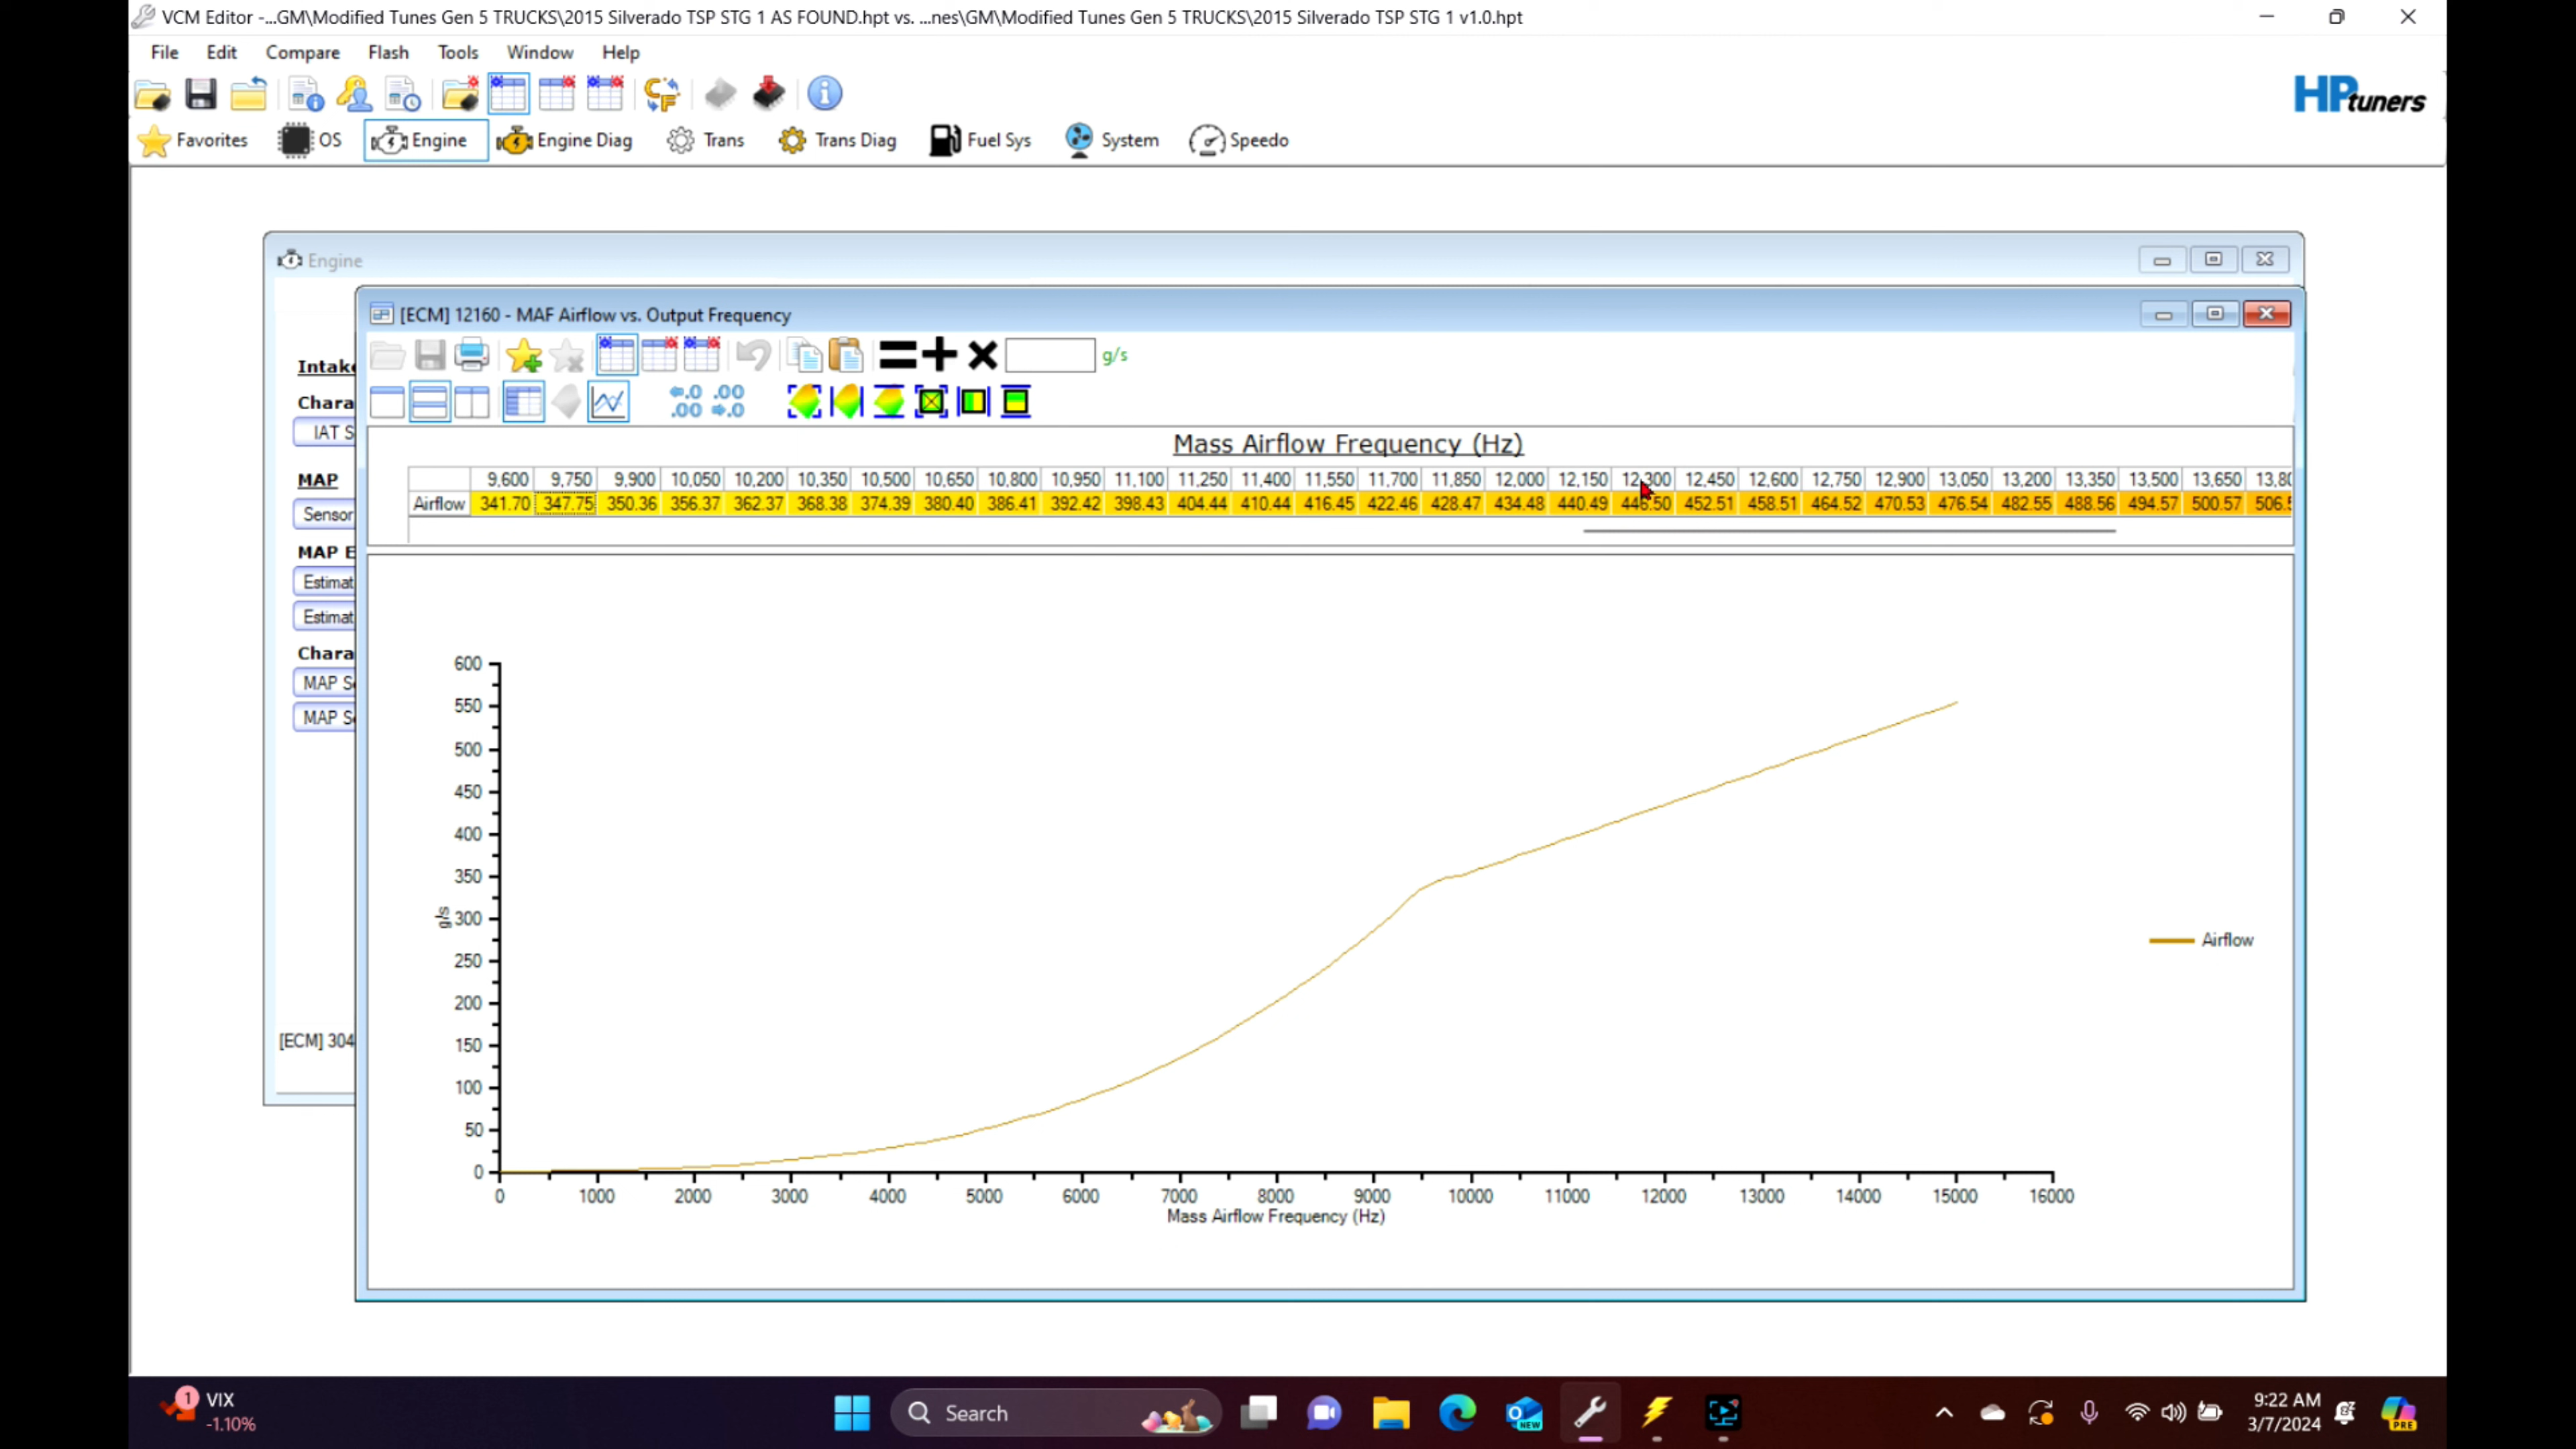 VCM Editor -...GM\Modified Tunes Gen 5 TRUCKS\2015 Silverado TSP STG 1 AS FOUND.hpt vs. ...nes\GM\Modified Tunes Gen 5 TRUCKS\2015 Silverado TSP STG 1 v1.0.hpt
File Edit Compare Flash Tools Window Help
HPtuners
Favorites OS Engine Engine Diag Trans Trans Diag Fuel Sys System Speedo
Engine
[ECM] 12160 - MAF Airflow vs. Output Frequency
g/s
Intake
Chara
IAT S
MAP
Sensor
MAP E
Estimat
Estimat
Chara
MAP Se
MAP Se
[ECM] 304
Mass Airflow Frequency (Hz)
9,600 9,750 9,900 10,050 10,200 10,350 10,500 10,650 10,800 10,950 11,100 11,250 11,400 11,550 11,700 11,850 12,000 12,150 12,300 12,450 12,600 12,750 12,900 13,050 13,200 13,350 13,500 13,650 13,80
Airflow 341.70 347.75 350.36 356.37 362.37 368.38 374.39 380.40 386.41 392.42 398.43 404.44 410.44 416.45 422.46 428.47 434.48 440.49 446.50 452.51 458.51 464.52 470.53 476.54 482.55 488.56 494.57 500.57 506.5
600
550
500
450
400
350
300
250
200
150
100
50
0
g/s
0 1000 2000 3000 4000 5000 6000 7000 8000 9000 10000 11000 12000 13000 14000 15000 16000
Mass Airflow Frequency (Hz)
Airflow
1
VIX
-1.10%
Search
NEW
9:22 AM
3/7/2024
PRE